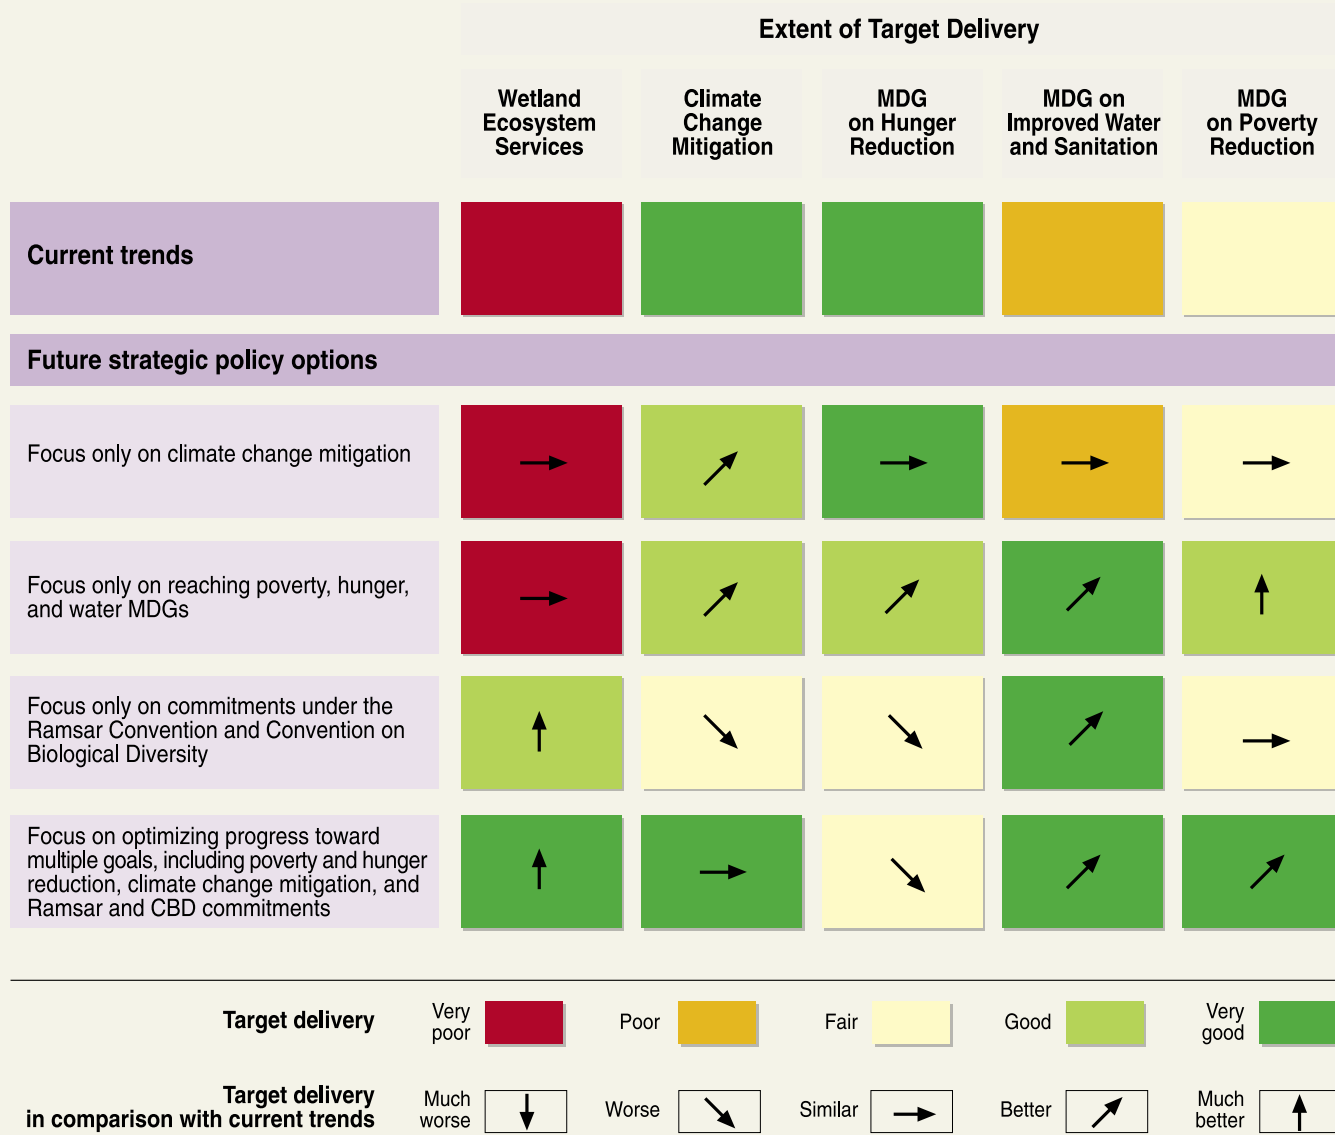 Extent of Target Delivery
Wetland
Ecosystem
Services
Climate
Change
Mitigation
MDG
on Hunger
Reduction
MDG on
Improved Water
and Sanitation
MDG
on Poverty
Reduction
Current trends
Future strategic policy options
Focus only on climate change mitigation
Focus only on reaching poverty, hunger,
and water MDGs
Focus only on commitments under the
Ramsar Convention and Convention on
Biological Diversity
Focus on optimizing progress toward
multiple goals, including poverty and hunger
reduction, climate change mitigation, and
Ramsar and CBD commitments
Target delivery
Very
poor
Poor
Fair
Good
Very
good
Target delivery
in comparison with current trends
Much
worse
Worse
Similar
Better
Much
better